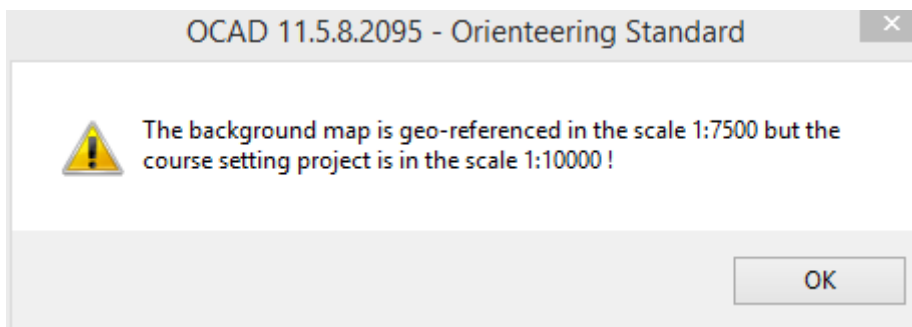 OCAD 11.5.8.2095 - Orienteering Standard
The background map is geo-referenced in the scale 1:7500 but the
course setting project is in the scale 1:10000 !
OK